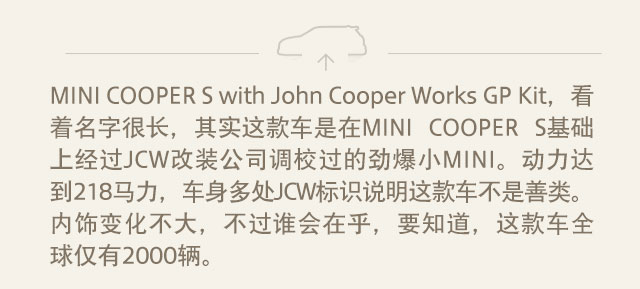 MINI COOPER S with John Cooper Works GP Kit，看
着名字很长，其实这款车是在MINI COOPER S基础
上经过JCW改装公司调校过的劲爆小MINI。动力达
到218马力，车身多处JCW标识说明这款车不是善类。
内饰变化不大，不过谁会在乎，要知道，这款车全
球仅有2000辆。